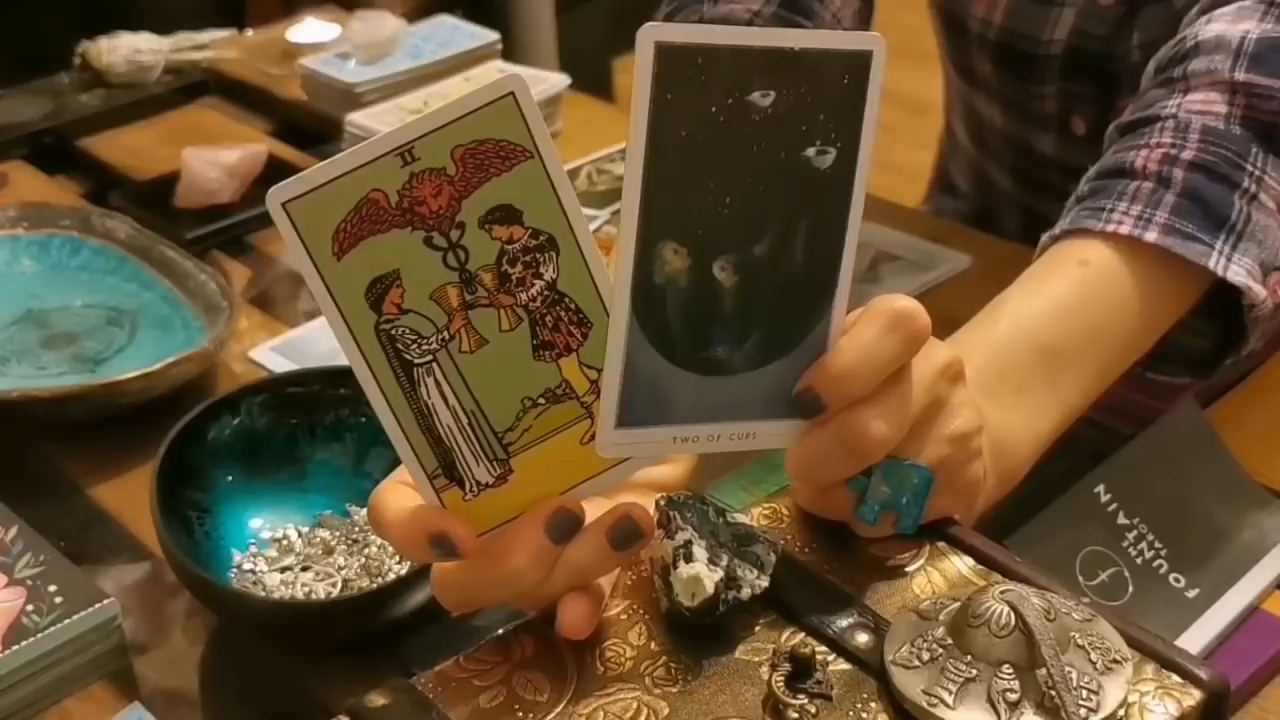 II
TWO OF CUPS
THE
FOUNTAIN
TAROT